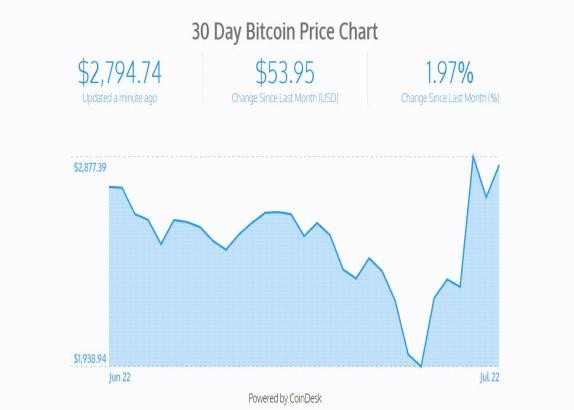 30 Day Bitcoin Price Chart
$2,794.74 $53.95 1.97%
Updated a minute ago Change Since Last Month (USD) Change Since Last Month (%)
$2,877.39
$1,938.94
Jun 22 Jul 22
Powered by CoinDesk